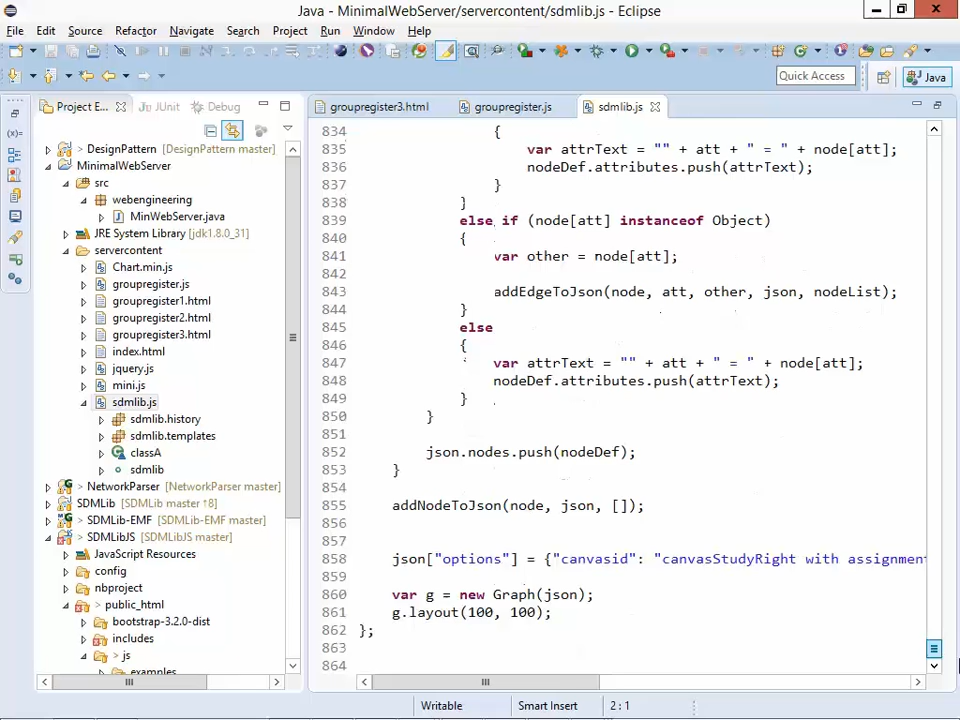 Java - MinimalWebServer/servercontent/sdmlib.js - Eclipse
File Edit Source Refactor Navigate Search Project Run Window Help
Quick Access Java
Project E... JUnit Debug
groupregister3.html groupregister.js sdmlib.js
> DesignPattern [DesignPattern master]
MinimalWebServer
src
webengineering
MinWebServer.java
JRE System Library [jdk1.8.0_31]
servercontent
Chart.min.js
groupregister.js
groupregister1.html
groupregister2.html
groupregister3.html
index.html
jquery.js
mini.js
sdmlib.js
sdmlib.history
sdmlib.templates
classA
sdmlib
> NetworkParser [NetworkParser master]
SDMLib [SDMLib master ↑8]
> SDMLib-EMF [SDMLib-EMF master]
> SDMLibJS [SDMLibJS master]
JavaScript Resources
config
nbproject
> public_html
bootstrap-3.2.0-dist
includes
> js
examples
834 {
835 var attrText = "" + att + " = " + node[att];
836 nodeDef.attributes.push(attrText);
837 }
838 }
839 else if (node[att] instanceof Object)
840 {
841 var other = node[att];
842
843 addEdgeToJson(node, att, other, json, nodeList);
844 }
845 else
846 {
847 var attrText = "" + att + " = " + node[att];
848 nodeDef.attributes.push(attrText);
849 }
850 }
851
852 json.nodes.push(nodeDef);
853 }
854
855 addNodeToJson(node, json, []);
856
857
858 json["options"] = {"canvasid": "canvasStudyRight with assignment
859
860 var g = new Graph(json);
861 g.layout(100, 100);
862 };
863
864
Writable Smart Insert 2 : 1